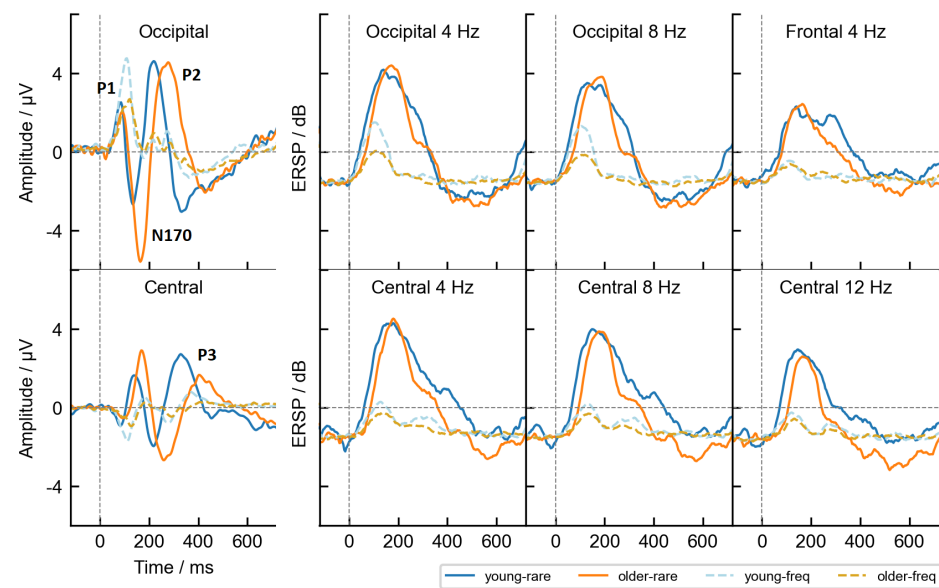 Occipital
P1
P2
N170
4
0
-4
Amplitude / μV
Occipital 4 Hz
Occipital 8 Hz
Frontal 4 Hz
ERSP / dB
Central
P3
4
0
-4
Amplitude / μV
0 200 400 600
Time / ms
Central 4 Hz
Central 8 Hz
Central 12 Hz
ERSP / dB
0 200 400 600
0 200 400 600
0 200 400 600
young-rare older-rare young-freq older-freq